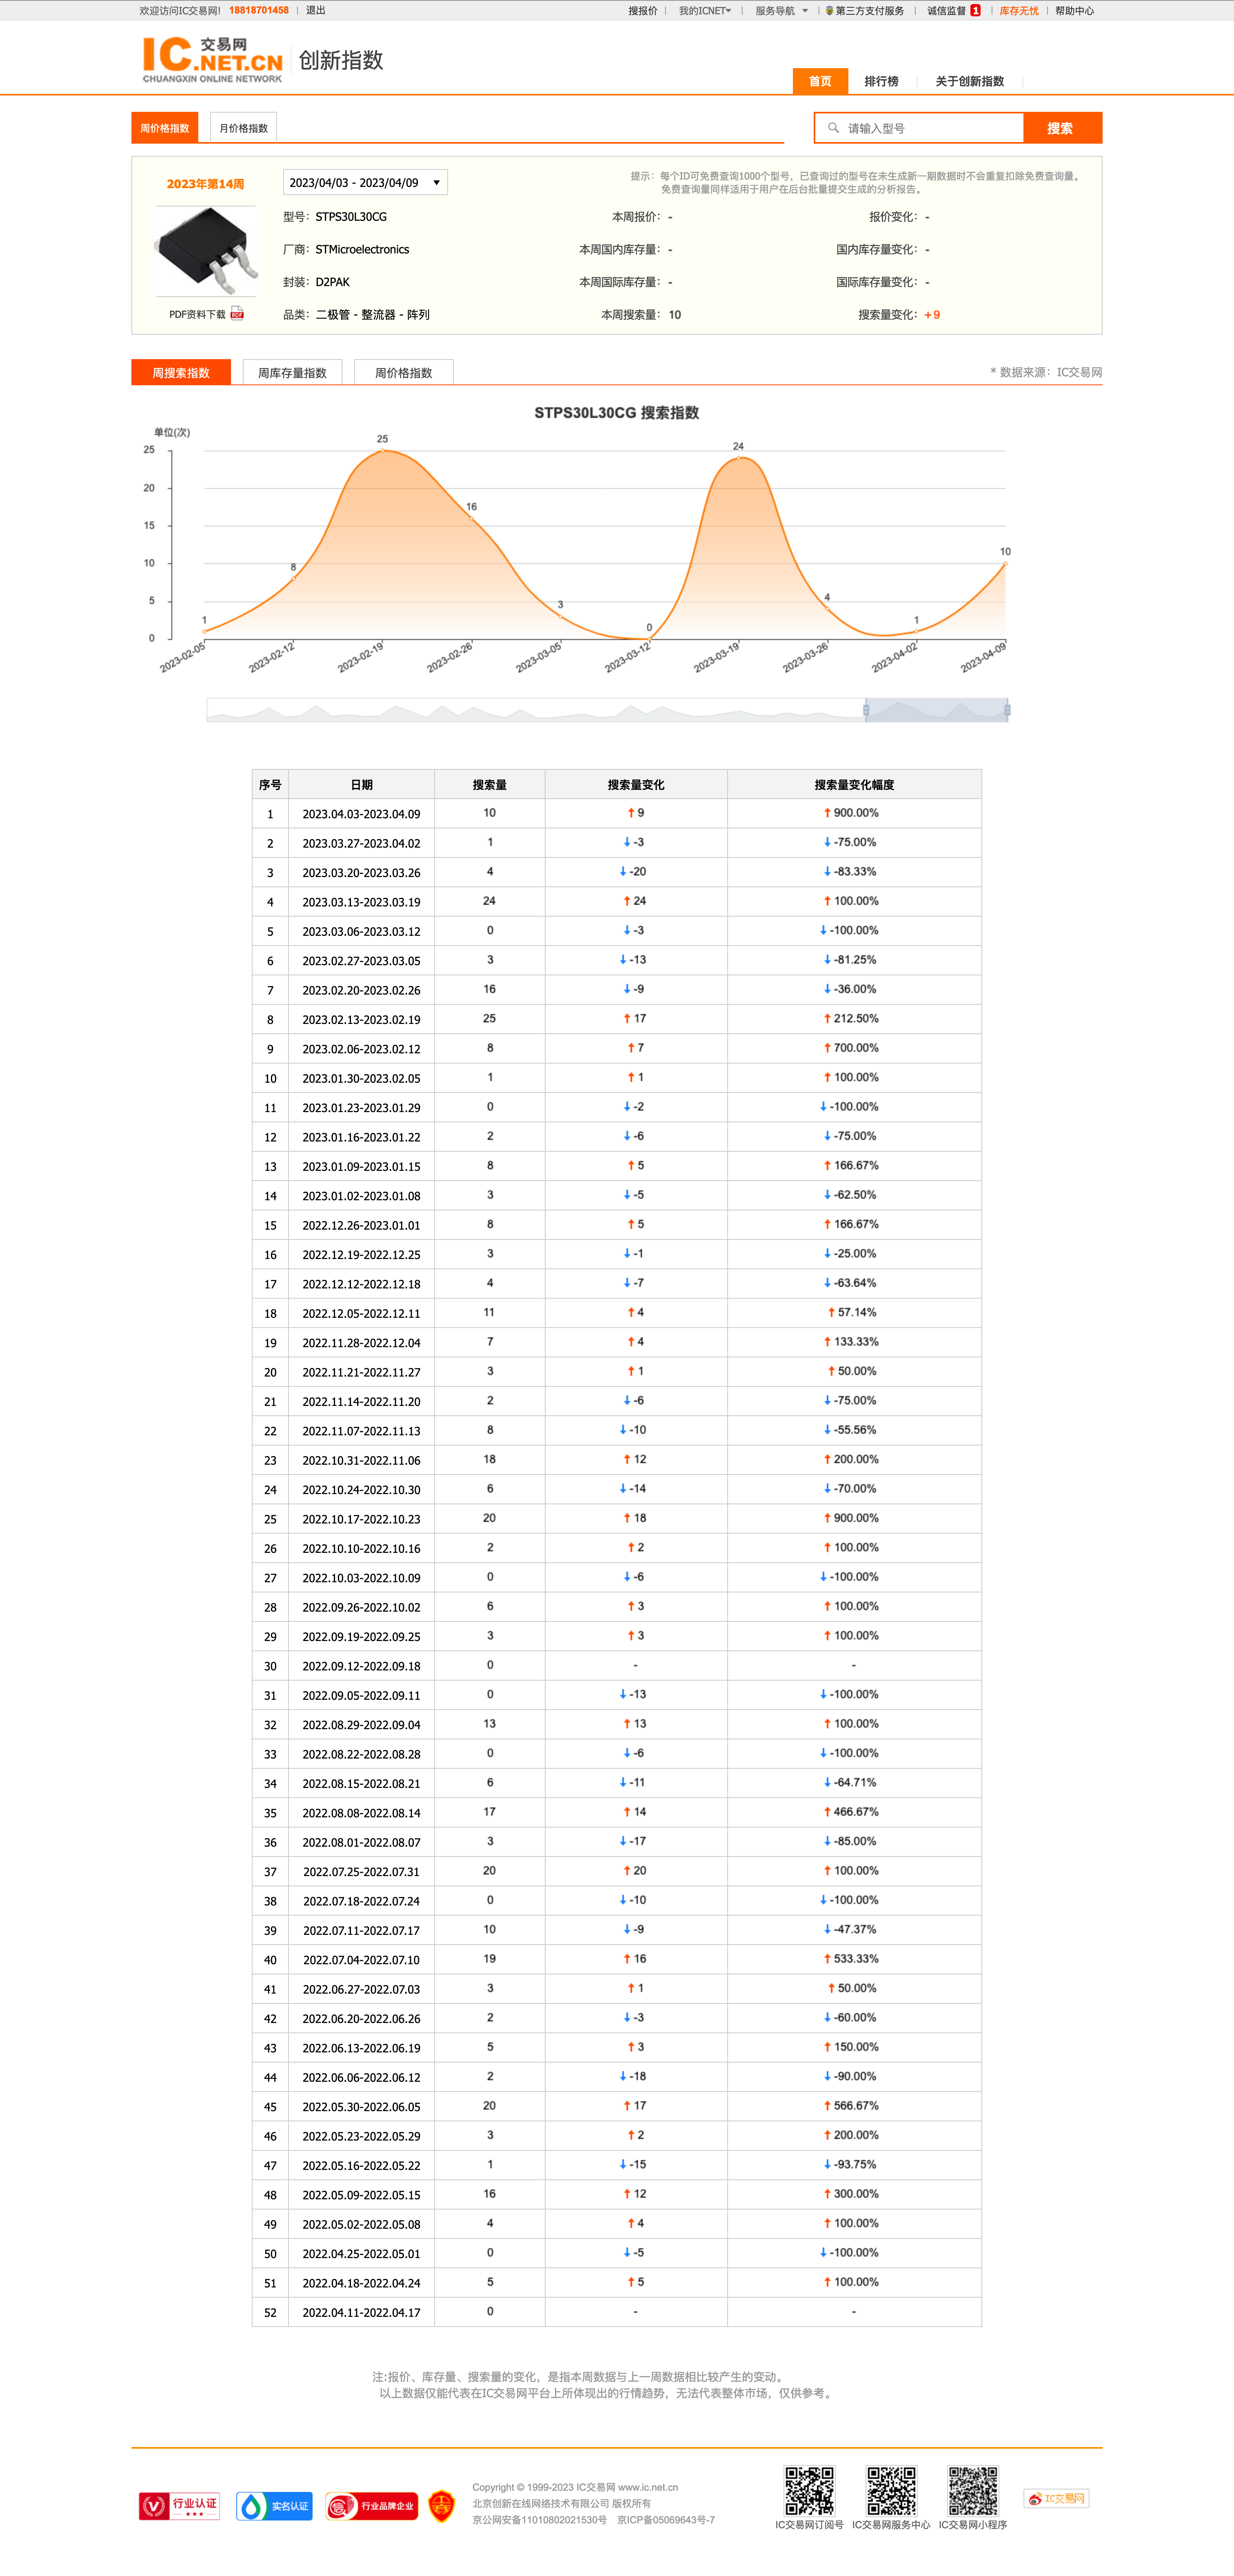 欢迎访问IC交易网! 18818701458 退出 搜报价 我的ICNET 服务导航 第三方支付服务 诚信监督 1 库存无忧 帮助中心
IC 交易网 .NET.CN CHUANGXIN ONLINE NETWORK 创新指数
首页 排行榜 关于创新指数
周价格指数 月价格指数 请输入型号 搜索
2023年第14周 2023/04/03 - 2023/04/09 提示：每个ID可免费查询1000个型号，已查询过的型号在未生成新一期数据时不会重复扣除免费查询量。
免费查询量同样适用于用户在后台批量提交生成的分析报告。
型号：STPS30L30CG 本周报价：- 报价变化：-
厂商：STMicroelectronics 本周国内库存量：- 国内库存量变化：-
封装：D2PAK 本周国际库存量：- 国际库存量变化：-
PDF资料下载 PDF 品类：二极管 - 整流器 - 阵列 本周搜索量：10 搜索量变化：+9
周搜索指数 周库存量指数 周价格指数 * 数据来源：IC交易网
STPS30L30CG 搜索指数
单位(次)
25
20
15
10
5
0
1 8 25 16 3 0 24 4 1 10
2023-02-05 2023-02-12 2023-02-19 2023-02-26 2023-03-05 2023-03-12 2023-03-19 2023-03-26 2023-04-02 2023-04-09
序号 日期 搜索量 搜索量变化 搜索量变化幅度
1 2023.04.03-2023.04.09 10 ↑ 9 ↑ 900.00%
2 2023.03.27-2023.04.02 1 ↓ -3 ↓ -75.00%
3 2023.03.20-2023.03.26 4 ↓ -20 ↓ -83.33%
4 2023.03.13-2023.03.19 24 ↑ 24 ↑ 100.00%
5 2023.03.06-2023.03.12 0 ↓ -3 ↓ -100.00%
6 2023.02.27-2023.03.05 3 ↓ -13 ↓ -81.25%
7 2023.02.20-2023.02.26 16 ↓ -9 ↓ -36.00%
8 2023.02.13-2023.02.19 25 ↑ 17 ↑ 212.50%
9 2023.02.06-2023.02.12 8 ↑ 7 ↑ 700.00%
10 2023.01.30-2023.02.05 1 ↑ 1 ↑ 100.00%
11 2023.01.23-2023.01.29 0 ↓ -2 ↓ -100.00%
12 2023.01.16-2023.01.22 2 ↓ -6 ↓ -75.00%
13 2023.01.09-2023.01.15 8 ↑ 5 ↑ 166.67%
14 2023.01.02-2023.01.08 3 ↓ -5 ↓ -62.50%
15 2022.12.26-2023.01.01 8 ↑ 5 ↑ 166.67%
16 2022.12.19-2022.12.25 3 ↓ -1 ↓ -25.00%
17 2022.12.12-2022.12.18 4 ↓ -7 ↓ -63.64%
18 2022.12.05-2022.12.11 11 ↑ 4 ↑ 57.14%
19 2022.11.28-2022.12.04 7 ↑ 4 ↑ 133.33%
20 2022.11.21-2022.11.27 3 ↑ 1 ↑ 50.00%
21 2022.11.14-2022.11.20 2 ↓ -6 ↓ -75.00%
22 2022.11.07-2022.11.13 8 ↓ -10 ↓ -55.56%
23 2022.10.31-2022.11.06 18 ↑ 12 ↑ 200.00%
24 2022.10.24-2022.10.30 6 ↓ -14 ↓ -70.00%
25 2022.10.17-2022.10.23 20 ↑ 18 ↑ 900.00%
26 2022.10.10-2022.10.16 2 ↑ 2 ↑ 100.00%
27 2022.10.03-2022.10.09 0 ↓ -6 ↓ -100.00%
28 2022.09.26-2022.10.02 6 ↑ 3 ↑ 100.00%
29 2022.09.19-2022.09.25 3 ↑ 3 ↑ 100.00%
30 2022.09.12-2022.09.18 0 - -
31 2022.09.05-2022.09.11 0 ↓ -13 ↓ -100.00%
32 2022.08.29-2022.09.04 13 ↑ 13 ↑ 100.00%
33 2022.08.22-2022.08.28 0 ↓ -6 ↓ -100.00%
34 2022.08.15-2022.08.21 6 ↓ -11 ↓ -64.71%
35 2022.08.08-2022.08.14 17 ↑ 14 ↑ 466.67%
36 2022.08.01-2022.08.07 3 ↓ -17 ↓ -85.00%
37 2022.07.25-2022.07.31 20 ↑ 20 ↑ 100.00%
38 2022.07.18-2022.07.24 0 ↓ -10 ↓ -100.00%
39 2022.07.11-2022.07.17 10 ↓ -9 ↓ -47.37%
40 2022.07.04-2022.07.10 19 ↑ 16 ↑ 533.33%
41 2022.06.27-2022.07.03 3 ↑ 1 ↑ 50.00%
42 2022.06.20-2022.06.26 2 ↓ -3 ↓ -60.00%
43 2022.06.13-2022.06.19 5 ↑ 3 ↑ 150.00%
44 2022.06.06-2022.06.12 2 ↓ -18 ↓ -90.00%
45 2022.05.30-2022.06.05 20 ↑ 17 ↑ 566.67%
46 2022.05.23-2022.05.29 3 ↑ 2 ↑ 200.00%
47 2022.05.16-2022.05.22 1 ↓ -15 ↓ -93.75%
48 2022.05.09-2022.05.15 16 ↑ 12 ↑ 300.00%
49 2022.05.02-2022.05.08 4 ↑ 4 ↑ 100.00%
50 2022.04.25-2022.05.01 0 ↓ -5 ↓ -100.00%
51 2022.04.18-2022.04.24 5 ↑ 5 ↑ 100.00%
52 2022.04.11-2022.04.17 0 - -
注:报价、库存量、搜索量的变化，是指本周数据与上一周数据相比较产生的变动。
以上数据仅能代表在IC交易网平台上所体现出的行情趋势，无法代表整体市场，仅供参考。
行业认证 实名认证 行业品牌企业
Copyright © 1999-2023 IC交易网 www.ic.net.cn
北京创新在线网络技术有限公司 版权所有
京公网安备11010802021530号 京ICP备05069643号-7
IC交易网订阅号 IC交易网服务中心 IC交易网小程序
IC交易网